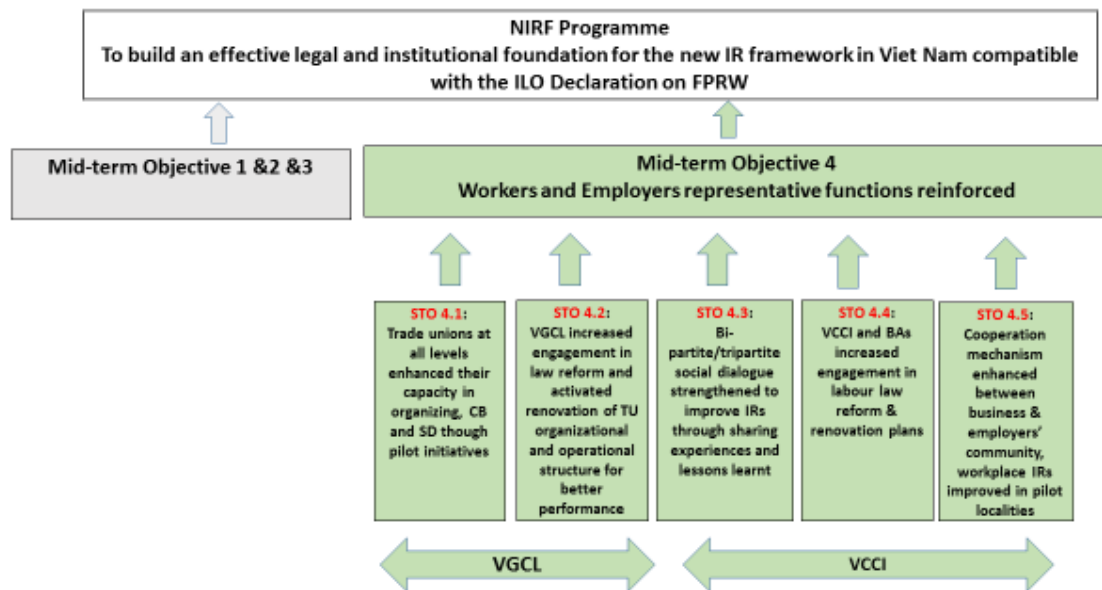 NIRF Programme
To build an effective legal and institutional foundation for the new IR framework in Viet Nam compatible
with the ILO Declaration on FPRW
Mid-term Objective 1 &2 &3
Mid-term Objective 4
Workers and Employers representative functions reinforced
STO 4.1:
Trade unions at
all levels
enhanced their
capacity in
organizing, CB
and SD though
pilot initiatives
STO 4.2:
VGCL increased
engagement in
law reform and
activated
renovation of TU
organizational
and operational
structure for
better
performance
STO 4.3:
Bi-
partite/tripartite
social dialogue
strengthened to
improve IRs
through sharing
experiences and
lessons learnt
STO 4.4:
VCCI and BAs
increased
engagement in
labour law
reform &
renovation plans
STO 4.5:
Cooperation
mechanism
enhanced
between
business &
employers'
community,
workplace IRs
improved in pilot
localities
VGCL
VCCI